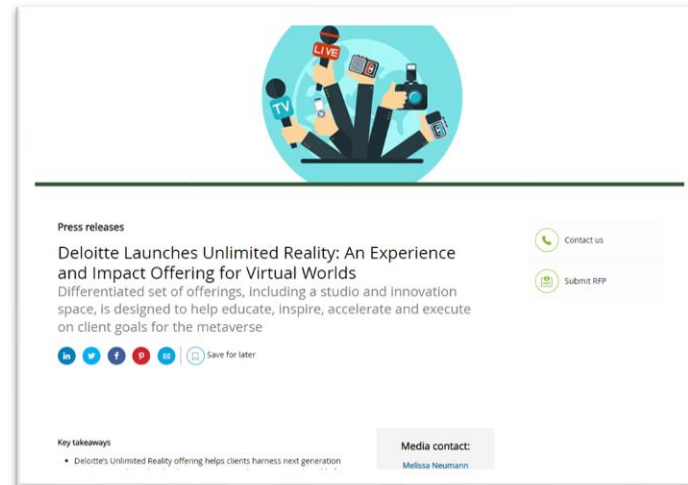 LIVE
TV
Press releases
Deloitte Launches Unlimited Reality: An Experience
and Impact Offering for Virtual Worlds
Differentiated set of offerings, including a studio and innovation
space, is designed to help educate, inspire, accelerate and execute
on client goals for the metaverse
in
f
Save for later
Contact us
Submit RFP
Key takeaways
• Deloitte's Unlimited Reality offering helps clients harness next generation
Media contact:
Melissa Neumann